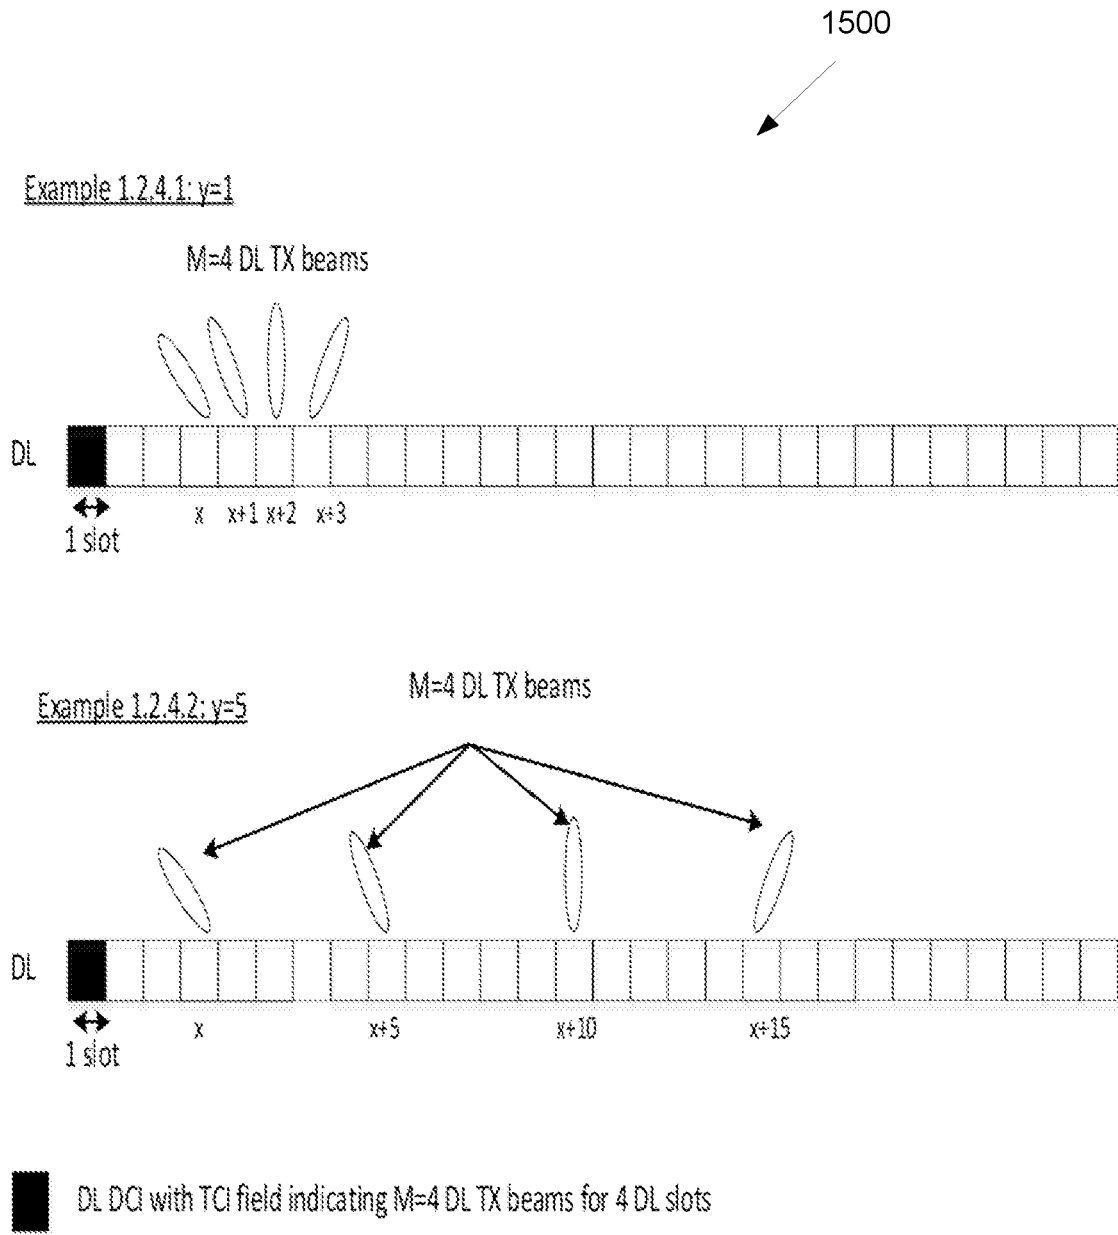 1500
Example 1.2.4.1: y=1
M=4 DL TX beams
DL
x x+1 x+2 x+3
1 slot
M=4 DL TX beams
Example 1.2.4.2: y=5
DL
x x+5 x+10 x+15
1 slot
DL DCI with TCI field indicating M=4 DL TX beams for 4 DL slots